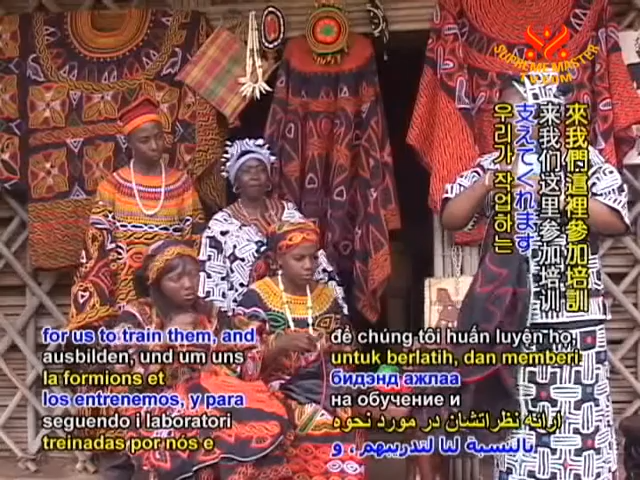 SUPREME MASTER
TV.COM
來我們這裡參加培訓
来我们这里参加培训
支えてくれます
우리가 작업하는
for us to train them, and
ausbilden, und um uns
la formions et
los entrenemos, y para
seguendo i laboratori
treinadas por nós e
để chúng tôi huấn luyện họ,
untuk berlatih, dan memberi
бидэнд ажлаа
на обучение и
ارائه نظراتشان در مورد نحوه
بالنسبة لنا لتدريبهم، و